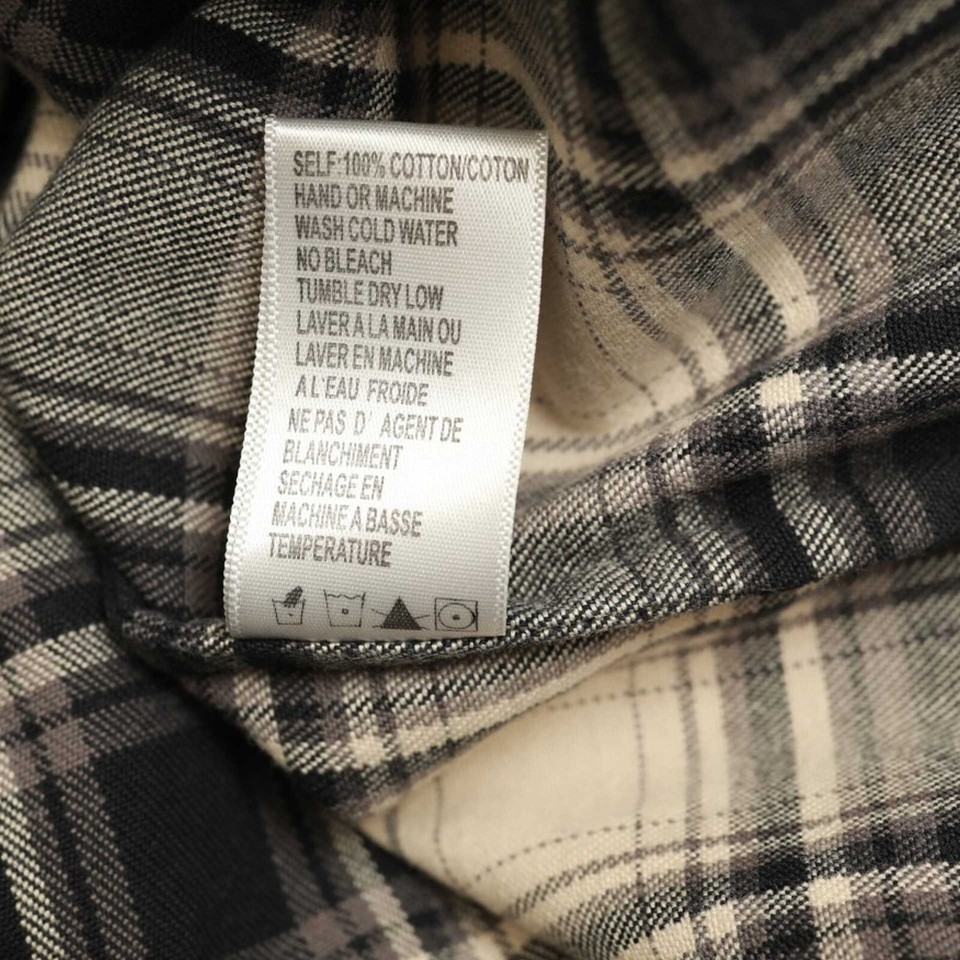 SELF:100% COTTON/COTON
HAND OR MACHINE
WASH COLD WATER
NO BLEACH
TUMBLE DRY LOW
LAVER A LA MAIN OU
LAVER EN MACHINE
A L'EAU FROIDE
NE PAS D' AGENT DE
BLANCHIMENT
SECHAGE EN
MACHINE A BASSE
TEMPERATURE